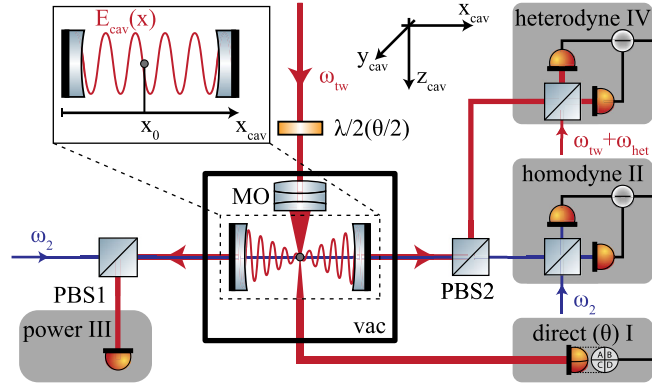 E_cav(x)
x_0
x_cav
ω_tw
λ/2(θ/2)
x_cav
y_cav
z_cav
heterodyne IV
ω_tw+ω_het
homodyne II
ω_2
MO
ω_2
PBS1
PBS2
vac
power III
direct (θ) I
A B
C D